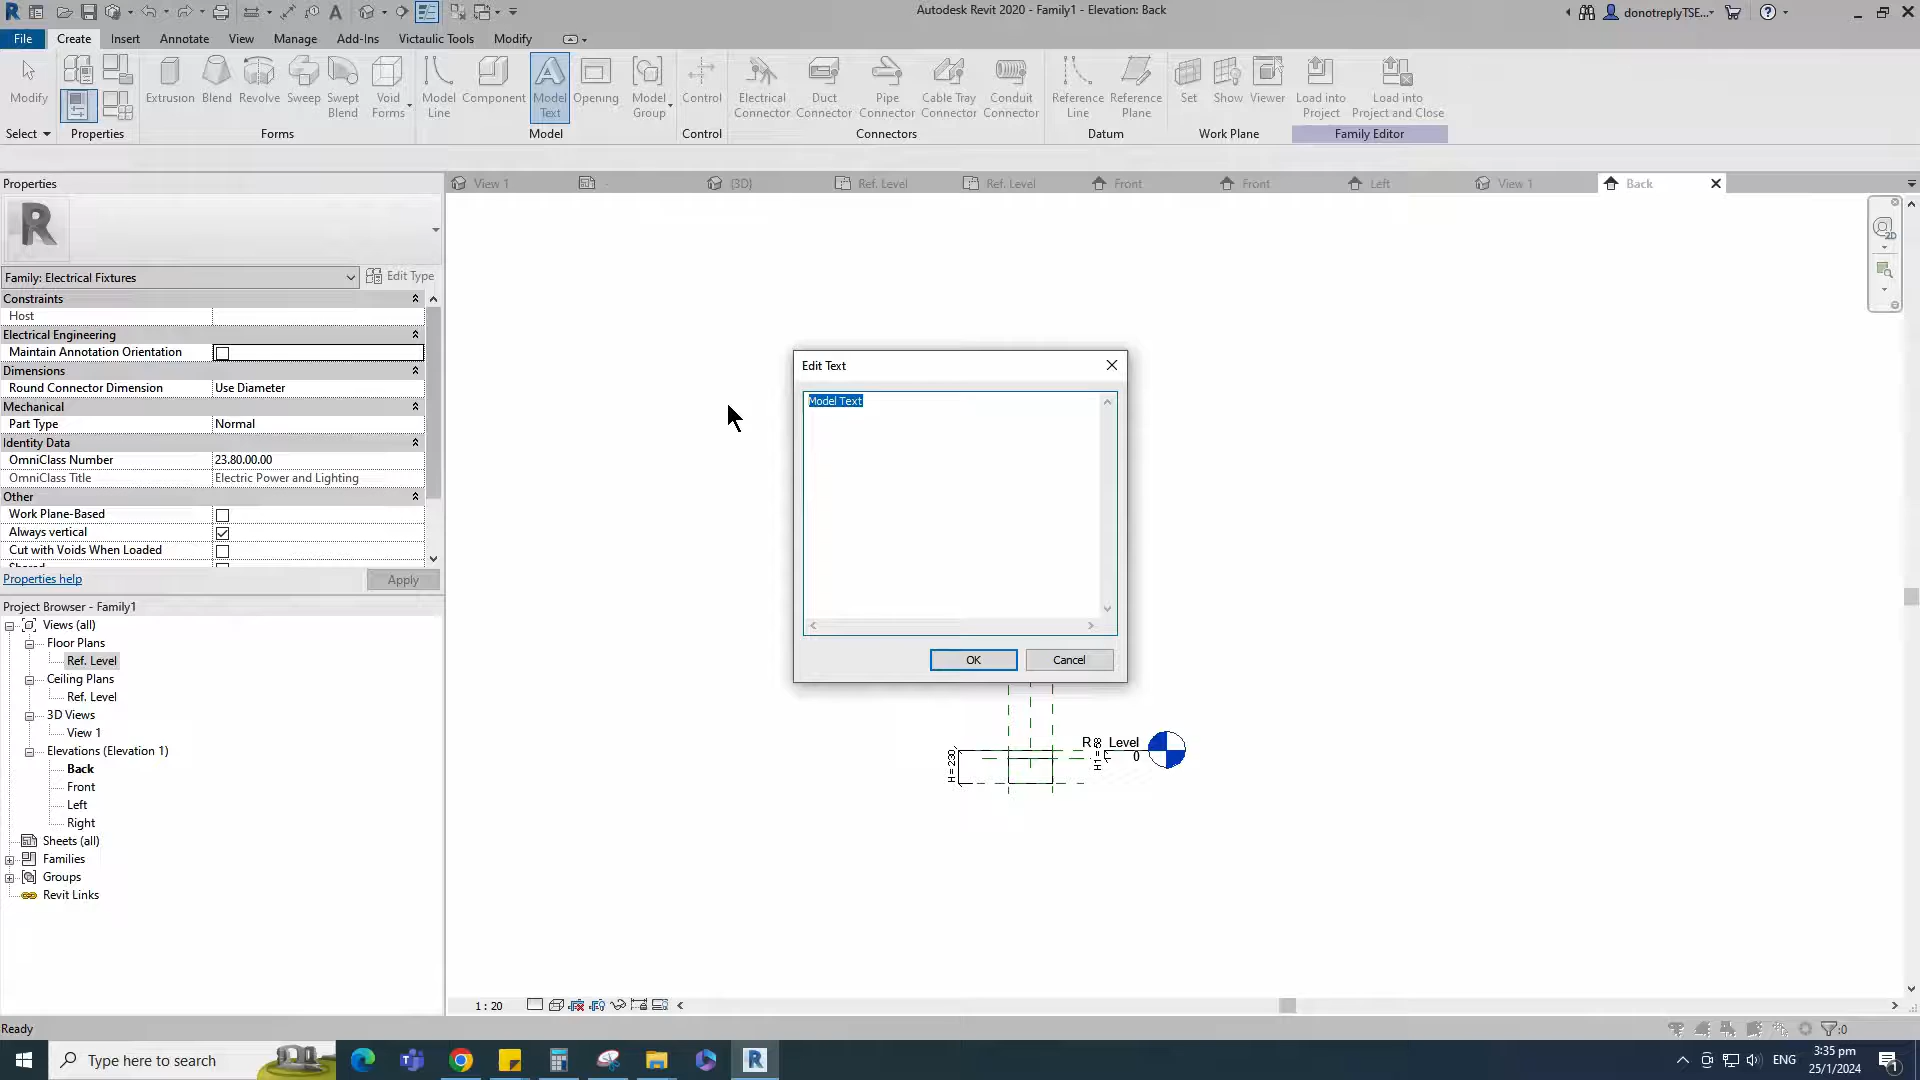 Autodesk Revit 2020 - Family1 - Elevation: Back
donotreplyTSE...
File Create Insert Annotate View Manage Add-Ins Victaulic Tools Modify
Modify Extrusion Blend Revolve Sweep Swept Blend Void Forms Model Line Component Model Text Opening Model Group Control Electrical Connector Duct Connector Pipe Connector Cable Tray Connector Conduit Connector Reference Line Reference Plane Set Show Viewer Load into Project Load into Project and Close
Select Properties Forms Model Control Connectors Datum Work Plane Family Editor
Properties
View 1 - {3D} Ref. Level Ref. Level Front Front Left View 1 Back
R
2D
Family: Electrical Fixtures Edit Type
Constraints
Host
Electrical Engineering
Maintain Annotation Orientation
Dimensions
Round Connector Dimension Use Diameter
Mechanical
Part Type Normal
Identity Data
OmniClass Number 23.80.00.00
OmniClass Title Electric Power and Lighting
Other
Work Plane-Based
Always vertical
Cut with Voids When Loaded
Shared
Properties help Apply
Edit Text
Model Text
OK Cancel
Level
0
H = 230
Project Browser - Family1
Views (all)
Floor Plans
Ref. Level
Ceiling Plans
Ref. Level
3D Views
View 1
Elevations (Elevation 1)
Back
Front
Left
Right
Sheets (all)
Families
Groups
Revit Links
1 : 20
Ready
:0
Type here to search
ENG
3:35 pm
25/1/2024
1